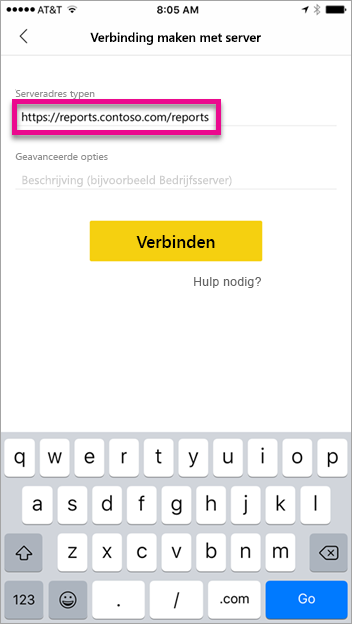 AT&T 8:05 AM
Verbinding maken met server
Serveradres typen
https://reports.contoso.com/reports
Geavanceerde opties
Beschrijving (bijvoorbeeld Bedrijfsserver)
Verbinden
Hulp nodig?
q w e r t y u i o p
a s d f g h j k l
z x c v b n m
123 . / .com Go